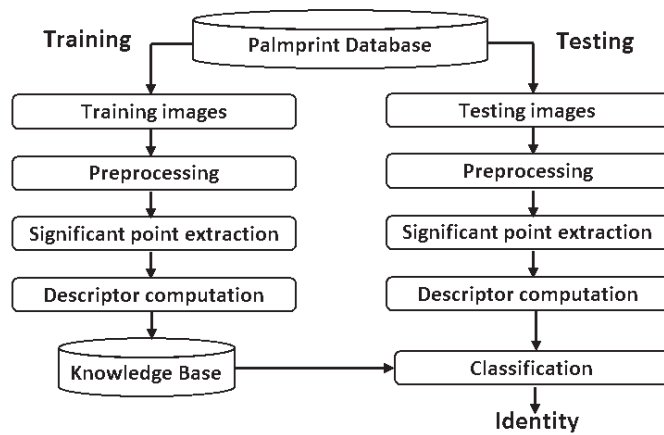 Training
Palmprint Database
Testing
Training images
Testing images
Preprocessing
Preprocessing
Significant point extraction
Significant point extraction
Descriptor computation
Descriptor computation
Knowledge Base
Classification
Identity